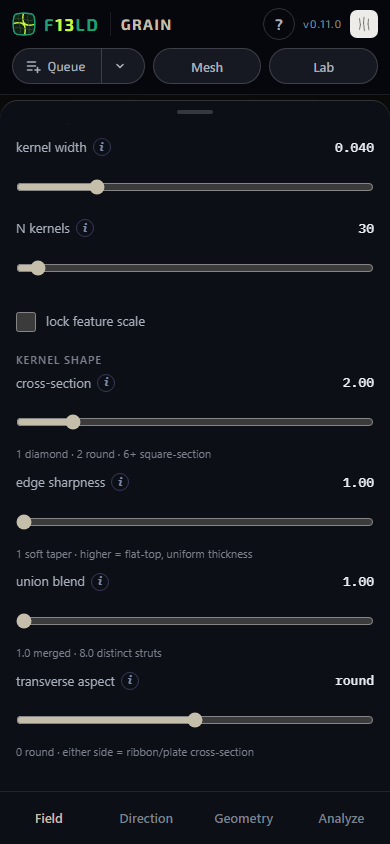 F13LD GRAIN ? v0.11.0
Queue Mesh Lab
kernel width i 0.040
N kernels i 30
lock feature scale
KERNEL SHAPE
cross-section i 2.00
1 diamond · 2 round · 6+ square-section
edge sharpness i 1.00
1 soft taper · higher = flat-top, uniform thickness
union blend i 1.00
1.0 merged · 8.0 distinct struts
transverse aspect i round
0 round · either side = ribbon/plate cross-section
Field Direction Geometry Analyze